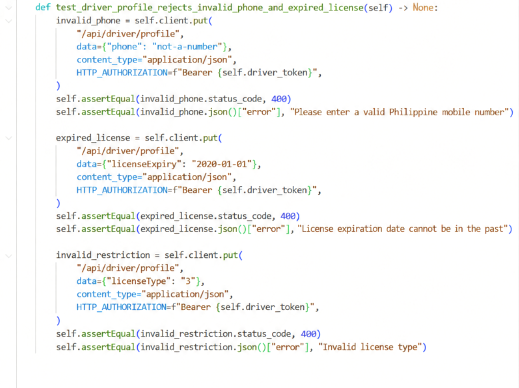 def test_driver_profile_rejects_invalid_phone_and_expired_license(self) -> None:
    invalid_phone = self.client.put(
        "/api/driver/profile",
        data={"phone": "not-a-number"},
        content_type="application/json",
        HTTP_AUTHORIZATION=f"Bearer {self.driver_token}",
    )
    self.assertEqual(invalid_phone.status_code, 400)
    self.assertEqual(invalid_phone.json()["error"], "Please enter a valid Philippine mobile number")

    expired_license = self.client.put(
        "/api/driver/profile",
        data={"licenseExpiry": "2020-01-01"},
        content_type="application/json",
        HTTP_AUTHORIZATION=f"Bearer {self.driver_token}",
    )
    self.assertEqual(expired_license.status_code, 400)
    self.assertEqual(expired_license.json()["error"], "License expiration date cannot be in the past")

    invalid_restriction = self.client.put(
        "/api/driver/profile",
        data={"licenseType": "3"},
        content_type="application/json",
        HTTP_AUTHORIZATION=f"Bearer {self.driver_token}",
    )
    self.assertEqual(invalid_restriction.status_code, 400)
    self.assertEqual(invalid_restriction.json()["error"], "Invalid license type")